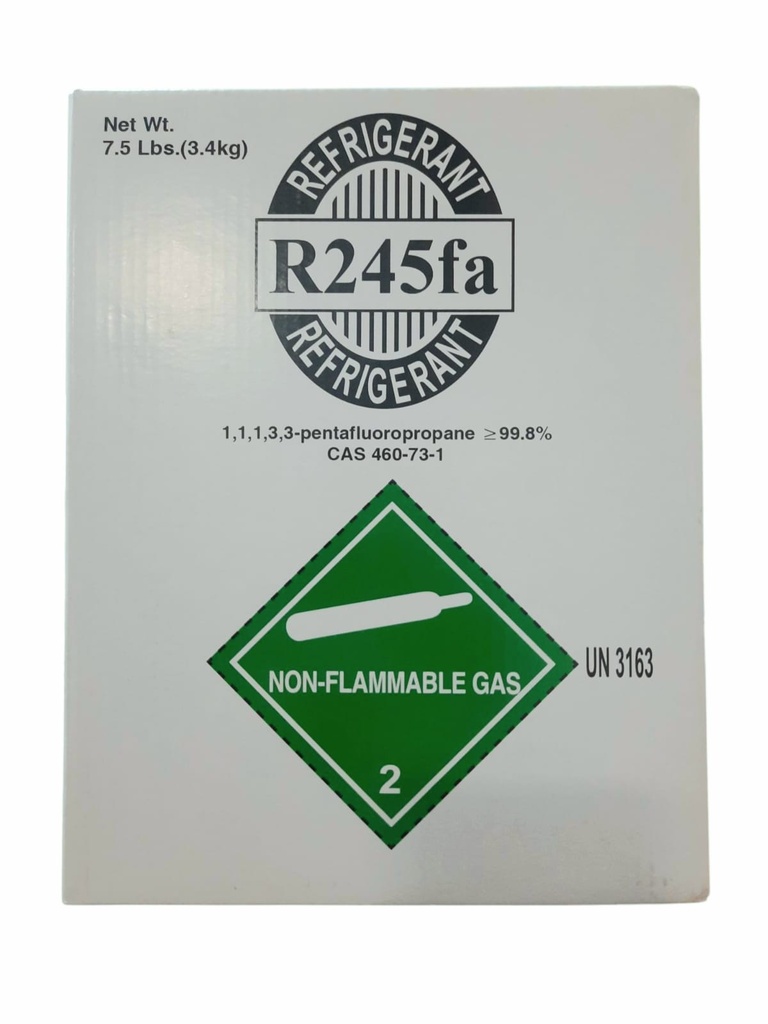 Net Wt.
7.5 Lbs.(3.4kg)
REFRIGERANT
R245fa
REFRIGERANT
1,1,1,3,3-pentafluoropropane ≥99.8%
CAS 460-73-1
NON-FLAMMABLE GAS
UN 3163
2